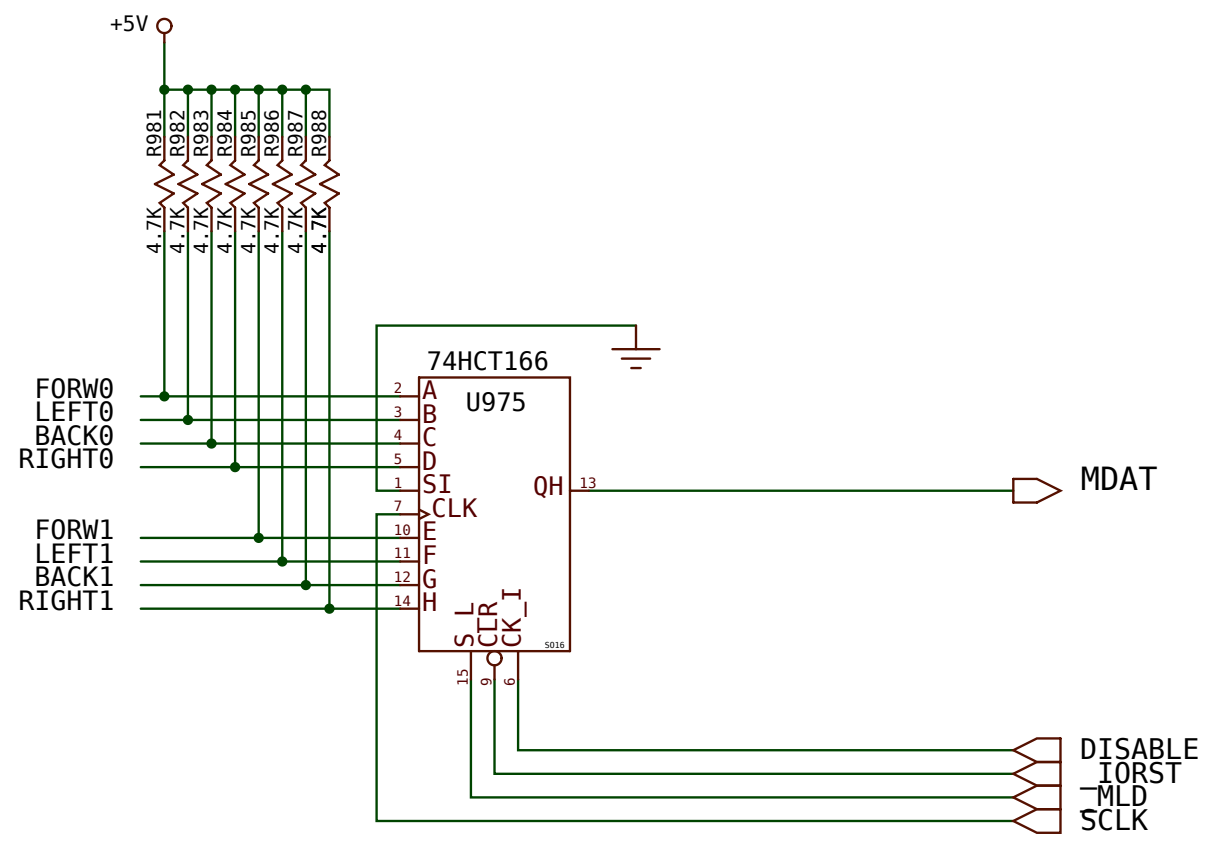 +5V
R981 R982 R983 R984 R985 R986 R987 R988
4.7K 4.7K 4.7K 4.7K 4.7K 4.7K 4.7K 4.7K
74HCT166
U975
FORW0 2 A
LEFT0 3 B
BACK0 4 C
RIGHT0 5 D
1 SI QH 13 MDAT
7 CLK
FORW1 10 E
LEFT1 11 F
BACK1 12 G
RIGHT1 14 H
S_L CLR CK_I SO16
15 9 6
DISABLE
_IORST
_MLD
SCLK